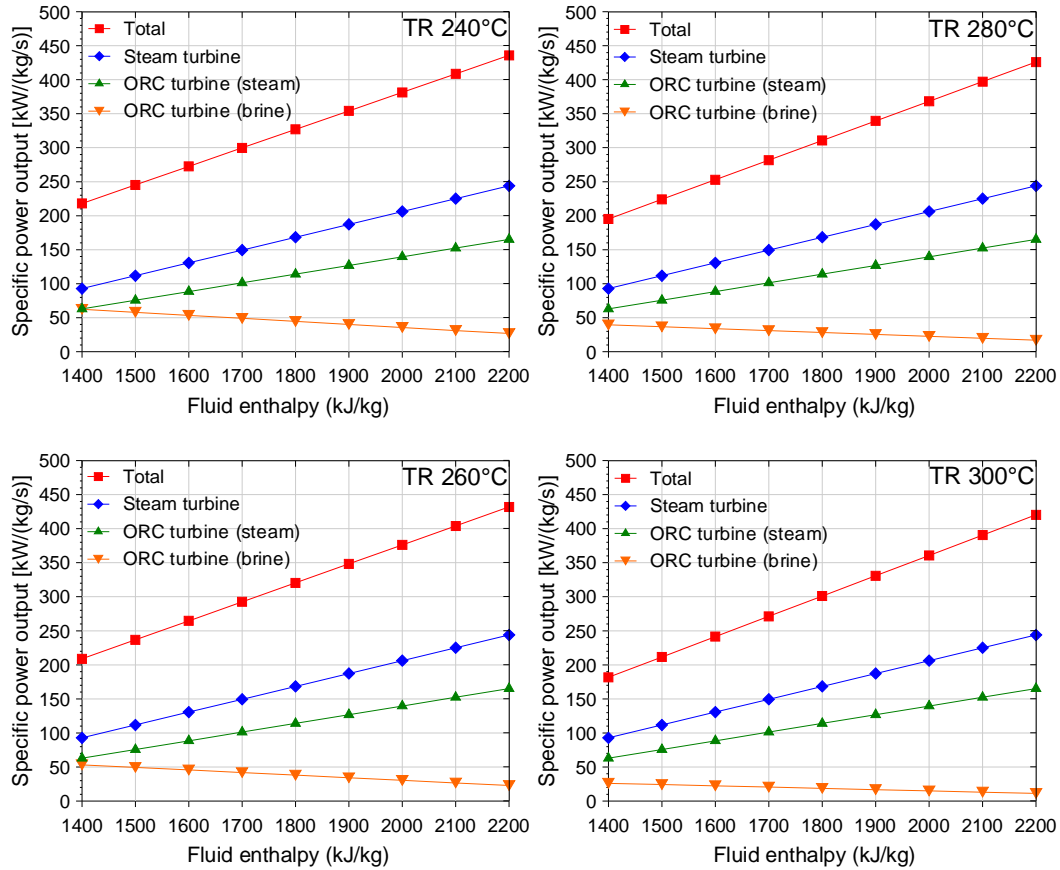 TR 240°C
Total
Steam turbine
ORC turbine (steam)
ORC turbine (brine)
Specific power output [kW/(kg/s)]
500
450
400
350
300
250
200
150
100
50
0
1400 1500 1600 1700 1800 1900 2000 2100 2200
Fluid enthalpy (kJ/kg)
TR 280°C
Total
Steam turbine
ORC turbine (steam)
ORC turbine (brine)
Specific power output [kW/(kg/s)]
500
450
400
350
300
250
200
150
100
50
0
1400 1500 1600 1700 1800 1900 2000 2100 2200
Fluid enthalpy (kJ/kg)
TR 260°C
Total
Steam turbine
ORC turbine (steam)
ORC turbine (brine)
Specific power output [kW/(kg/s)]
500
450
400
350
300
250
200
150
100
50
0
1400 1500 1600 1700 1800 1900 2000 2100 2200
Fluid enthalpy (kJ/kg)
TR 300°C
Total
Steam turbine
ORC turbine (steam)
ORC turbine (brine)
Specific power output [kW/(kg/s)]
500
450
400
350
300
250
200
150
100
50
0
1400 1500 1600 1700 1800 1900 2000 2100 2200
Fluid enthalpy (kJ/kg)